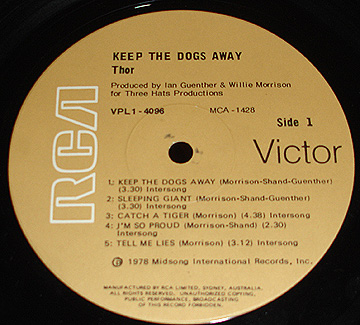 KEEP THE DOGS AWAY
Thor
Produced by Ian Guenther & Willie Morrison
for Three Hats Productions
VPL1-4096 MCA-1428
Side 1
RCA Victor
1: KEEP THE DOGS AWAY (Morrison-Shand-Guenther)
(3.30) Intersong
2: SLEEPING GIANT (Morrison-Shand-Guenther)
(3.30) Intersong
3: CATCH A TIGER (Morrison) (4.38) Intersong
4: I'M SO PROUD (Morrison-Shand) (2.30)
Intersong
5: TELL ME LIES (Morrison) (3.12) Intersong
℗ © 1978 Midsong International Records, Inc.
MANUFACTURED BY RCA LIMITED, SYDNEY, AUSTRALIA.
ALL RIGHTS RESERVED. UNAUTHORIZED COPYING,
PUBLIC PERFORMANCE, BROADCASTING
OF THIS RECORD FORBIDDEN.